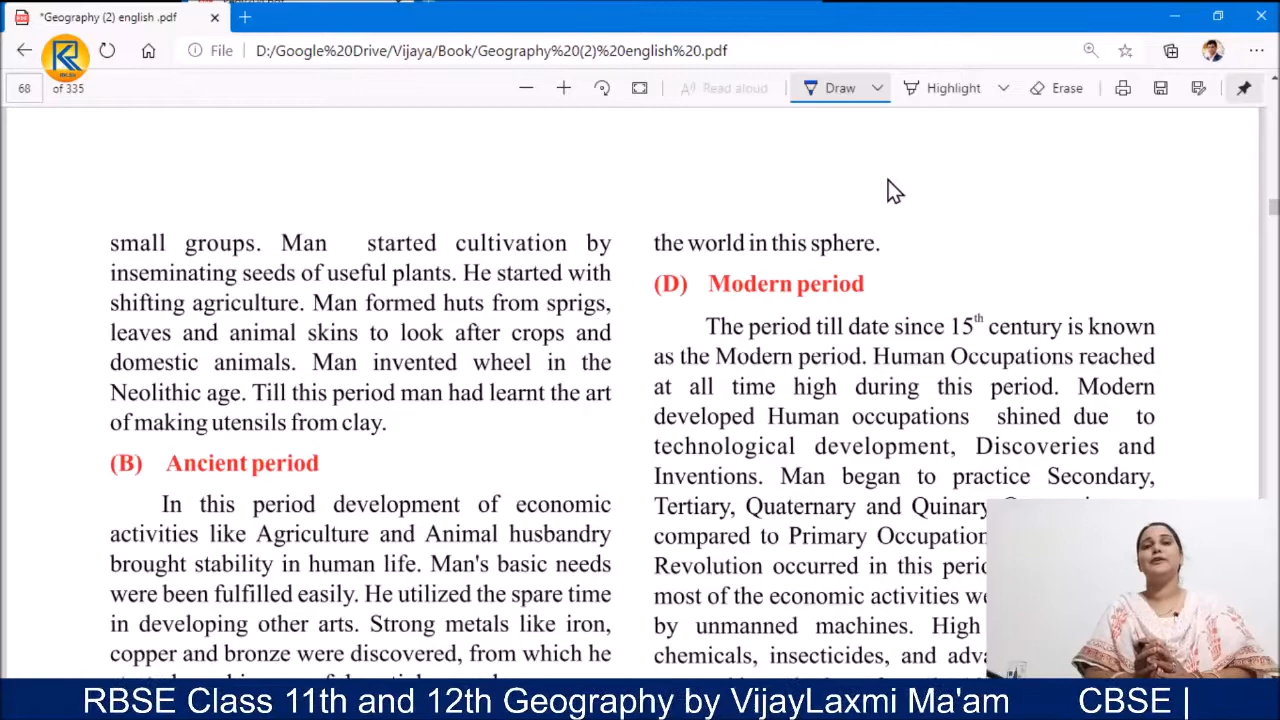 *Geography (2) english .pdf
File
D:/Google%20Drive/Vijaya/Book/Geography%20(2)%20english%20.pdf
68
of 335
Read aloud
Draw
Highlight
Erase
small groups. Man started cultivation by
inseminating seeds of useful plants. He started with
shifting agriculture. Man formed huts from sprigs,
leaves and animal skins to look after crops and
domestic animals. Man invented wheel in the
Neolithic age. Till this period man had learnt the art
of making utensils from clay.
(B) Ancient period
In this period development of economic
activities like Agriculture and Animal husbandry
brought stability in human life. Man's basic needs
were been fulfilled easily. He utilized the spare time
in developing other arts. Strong metals like iron,
copper and bronze were discovered, from which he
the world in this sphere.
(D) Modern period
The period till date since 15th century is known
as the Modern period. Human Occupations reached
at all time high during this period. Modern
developed Human occupations shined due to
technological development, Discoveries and
Inventions. Man began to practice Secondary,
Tertiary, Quaternary and Quinary
compared to Primary Occupation
Revolution occurred in this perio
most of the economic activities we
by unmanned machines. High
chemicals, insecticides, and adva
RBSE Class 11th and 12th Geography by VijayLaxmi Ma'am CBSE |